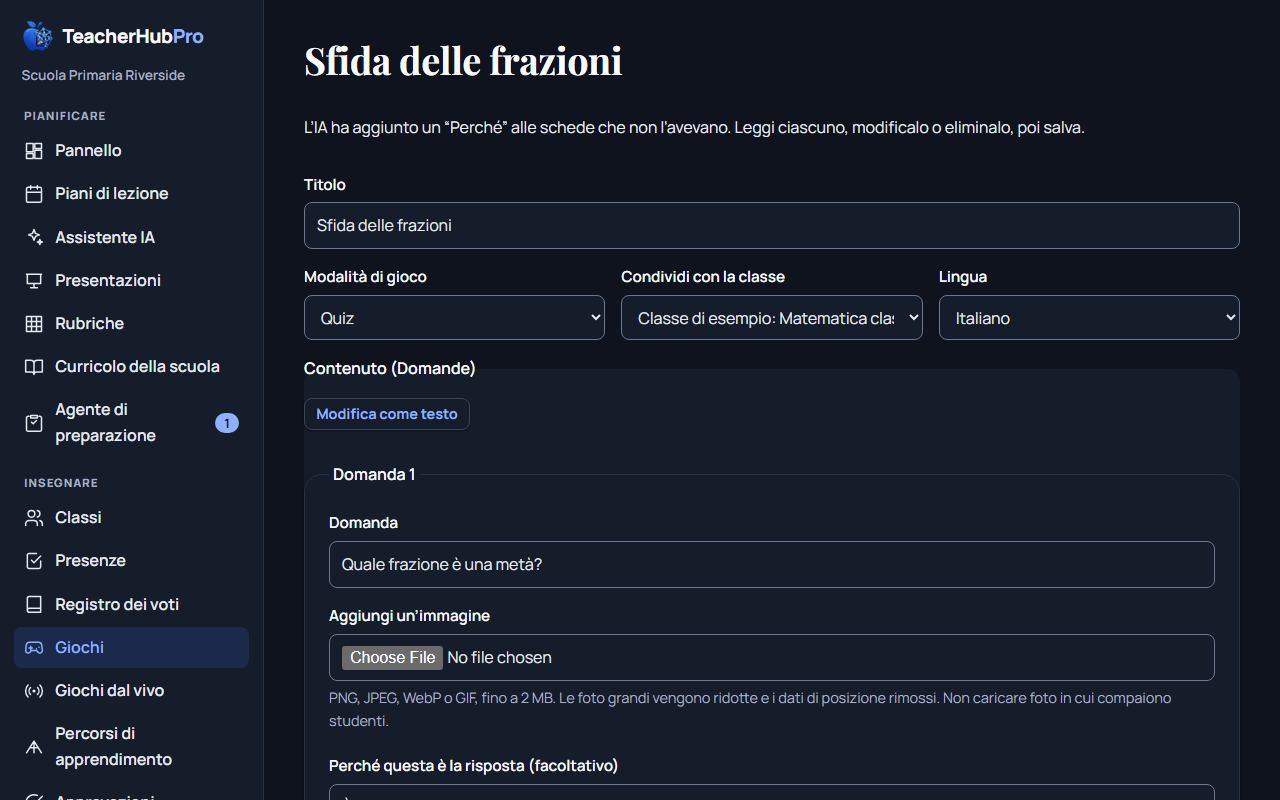 TeacherHubPro
Scuola Primaria Riverside
PIANIFICARE
Pannello
Piani di lezione
Assistente IA
Presentazioni
Rubriche
Curricolo della scuola
Agente di
preparazione
1
INSEGNARE
Classi
Presenze
Registro dei voti
Giochi
Giochi dal vivo
Percorsi di
apprendimento
Sfida delle frazioni
L’IA ha aggiunto un “Perché” alle schede che non l’avevano. Leggi ciascuno, modificalo o eliminalo, poi salva.
Titolo
Sfida delle frazioni
Modalità di gioco
Condividi con la classe
Lingua
Quiz
Classe di esempio: Matematica clas
Italiano
Contenuto (Domande)
Modifica come testo
Domanda 1
Domanda
Quale frazione è una metà?
Aggiungi un’immagine
Choose File No file chosen
PNG, JPEG, WebP o GIF, fino a 2 MB. Le foto grandi vengono ridotte e i dati di posizione rimossi. Non caricare foto in cui compaiono
studenti.
Perché questa è la risposta (facoltativo)